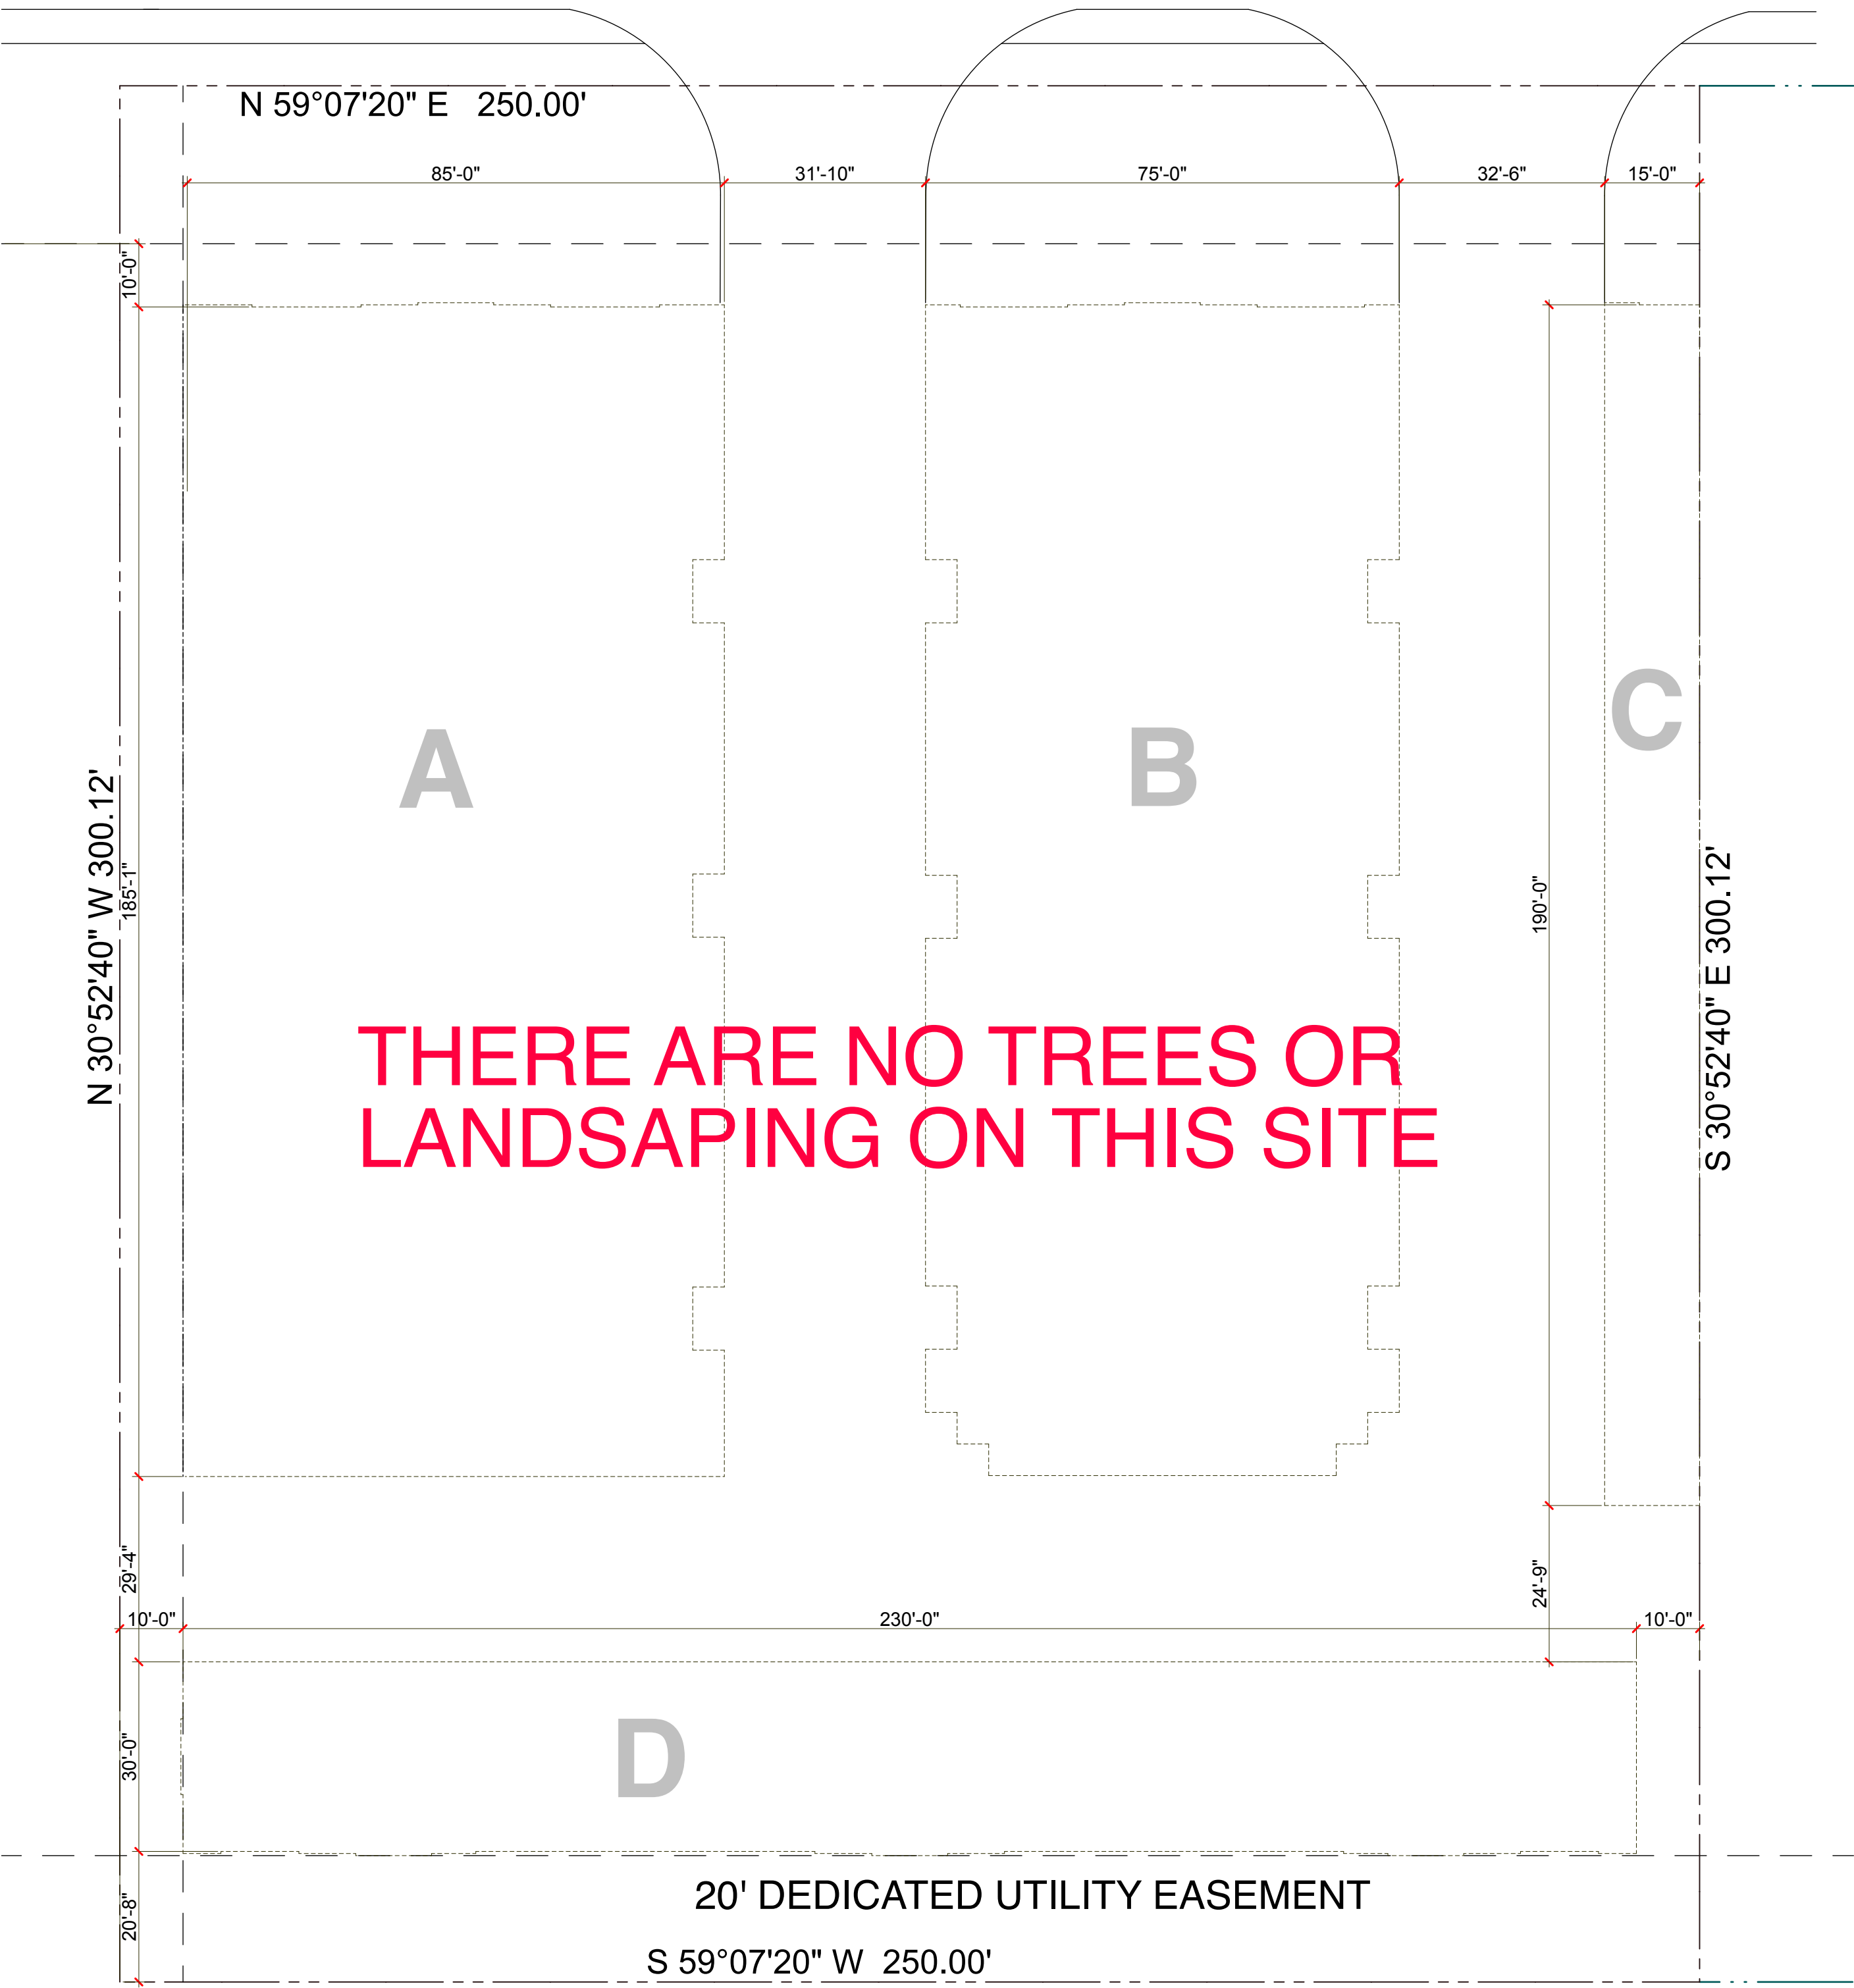 N 59°07'20" E 250.00'
85'-0"
31'-10"
75'-0"
32'-6"
15'-0"
10'-0"
C
A
B
N 30°52'40" W 300.12'
185'-1"
190'-0"
S 30°52'40" E 300.12'
THERE ARE NO TREES OR
LANDSAPING ON THIS SITE
29'-4"
24'-9"
10'-0"
230'-0"
10'-0"
30'-0"
D
20'-8"
20' DEDICATED UTILITY EASEMENT
S 59°07'20" W 250.00'